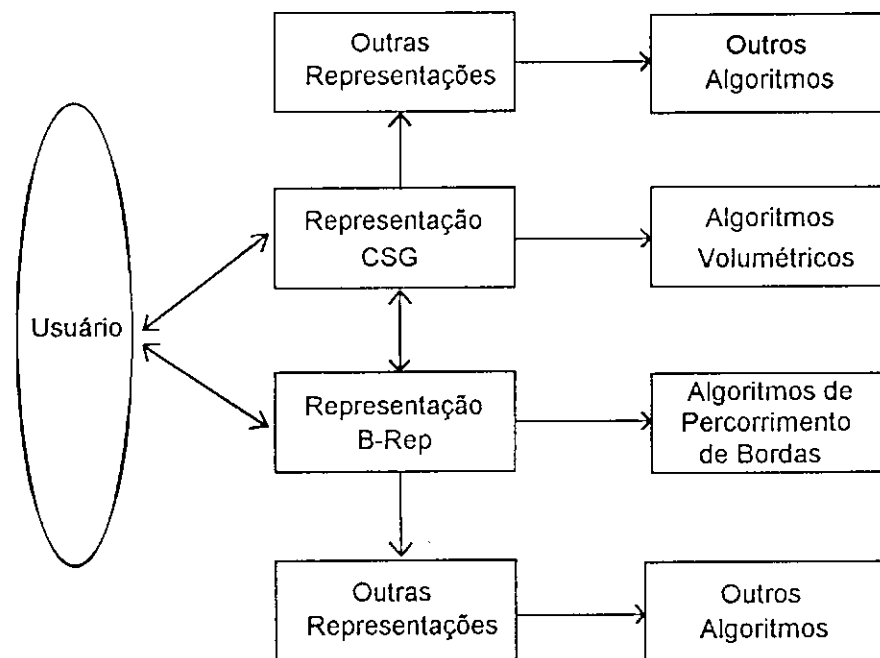 Outras
Representações
Outros
Algoritmos
Representação
CSG
Algoritmos
Volumétricos
Usuário
Representação
B-Rep
Algoritmos de
Percorrimento
de Bordas
Outras
Representações
Outros
Algoritmos